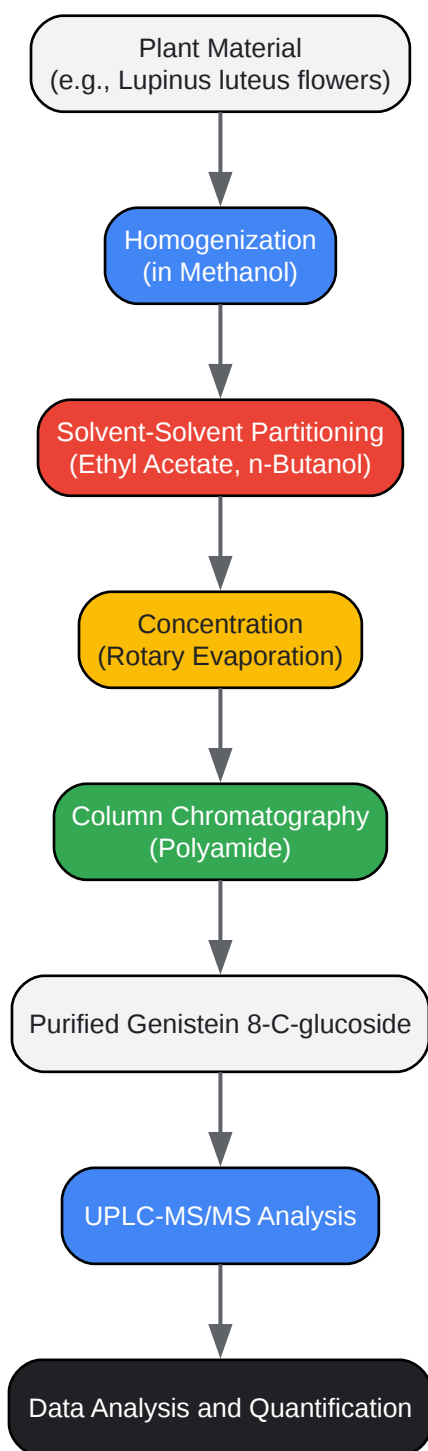 Plant Material
(e.g., Lupinus luteus flowers)
Homogenization
(in Methanol)
Solvent-Solvent Partitioning
(Ethyl Acetate, n-Butanol)
Concentration
(Rotary Evaporation)
Column Chromatography
(Polyamide)
Purified Genistein 8-C-glucoside
UPLC-MS/MS Analysis
Data Analysis and Quantification